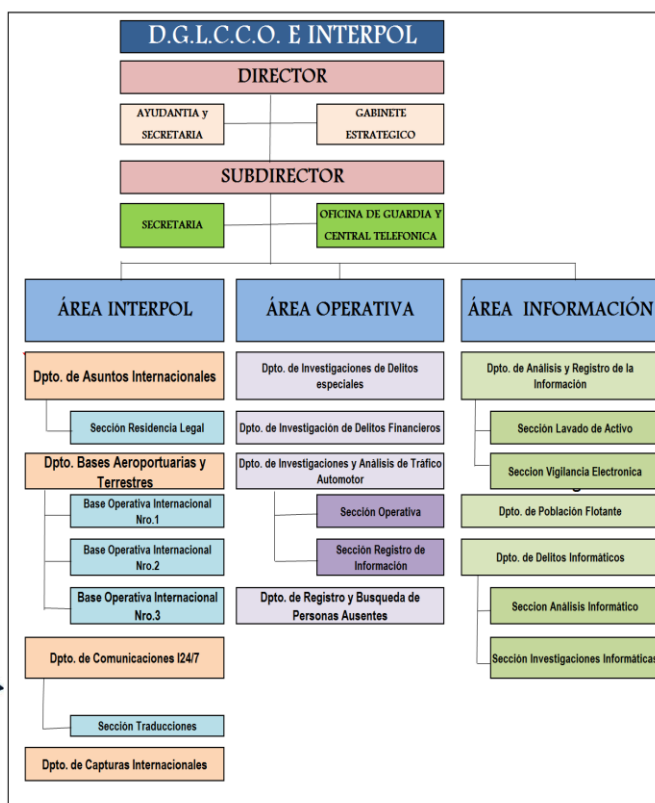 D.G.L.C.C.O. E INTERPOL
DIRECTOR
AYUDANTIA y
SECRETARIA
GABINETE
ESTRATEGICO
SUBDIRECTOR
SECRETARIA
OFICINA DE GUARDIA Y
CENTRAL TELEFONICA
ÁREA INTERPOL
Dpto. de Asuntos Internacionales
Sección Residencia Legal
Dpto. Bases Aeroportuarias y
Terrestres
Base Operativa Internacional
Nro.1
Base Operativa Internacional
Nro.2
Base Operativa Internacional
Nro.3
Dpto. de Comunicaciones I24/7
Sección Traducciones
Dpto. de Capturas Internacionales
ÁREA OPERATIVA
Dpto. de Investigaciones de Delitos
especiales
Dpto. de Investigación de Delitos Financieros
Dpto. de Investigaciones y Análisis de Tráfico
Automotor
Sección Operativa
Sección Registro de
Información
Dpto. de Registro y Busqueda de
Personas Ausentes
ÁREA INFORMACIÓN
Dpto. de Análisis y Registro de la
Información
Sección Lavado de Activo
Seccion Vigilancia Electronica
Dpto. de Población Flotante
Dpto. de Delitos Informáticos
Seccion Análisis Informático
Sección Investigaciones Informáticas